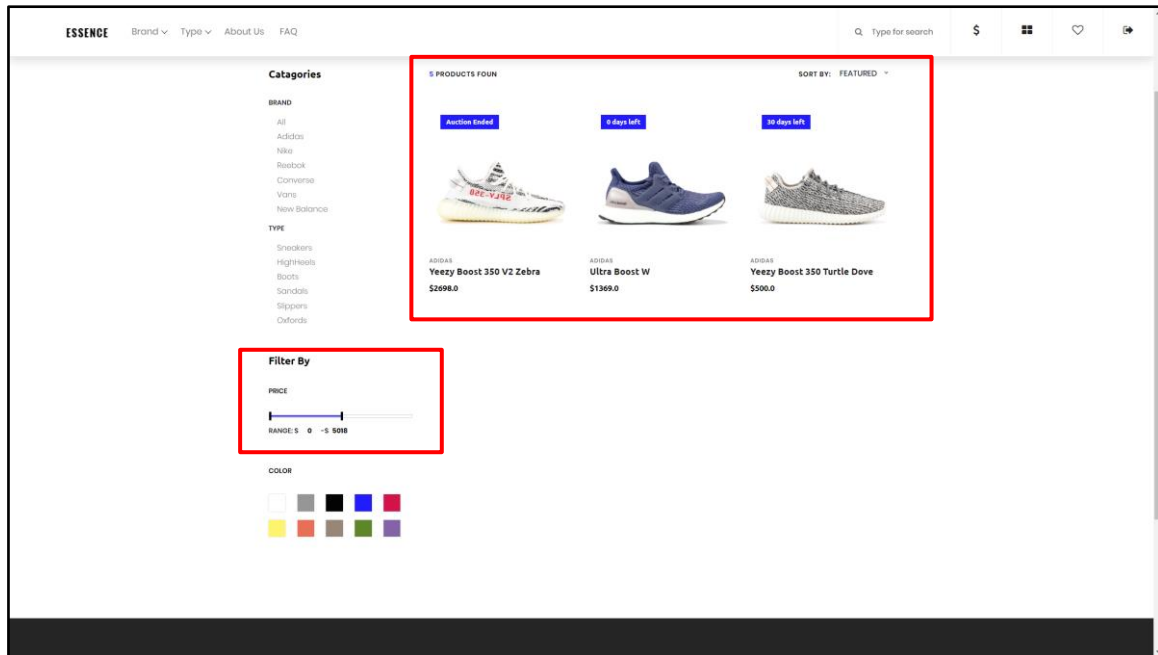 ESSENCE Brand Type About Us FAQ Type for search $
Catagories
BRAND
All
Adidas
Nike
Reebok
Converse
Vans
New Balance
TYPE
Sneakers
HighHeels
Boots
Sandals
Slippers
Oxfords
Filter By
PRICE
RANGE: $ 0 -$ 5018
COLOR
5 PRODUCTS FOUN SORT BY: FEATURED
Auction Ended 0 days left 30 days left
SPLY-350
ADIDAS ADIDAS ADIDAS
Yeezy Boost 350 V2 Zebra Ultra Boost W Yeezy Boost 350 Turtle Dove
$2698.0 $1369.0 $500.0